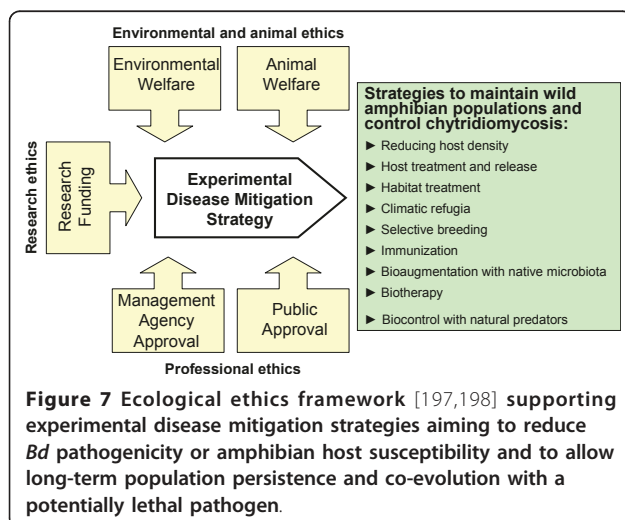 Environmental and animal ethics
Environmental
Welfare
Animal
Welfare
Research ethics
Research
Funding
Experimental
Disease Mitigation
Strategy
Management
Agency
Approval
Public
Approval
Professional ethics
Strategies to maintain wild
amphibian populations and
control chytridiomycosis:
► Reducing host density
► Host treatment and release
► Habitat treatment
► Climatic refugia
► Selective breeding
► Immunization
► Bioaugmentation with native microbiota
► Biotherapy
► Biocontrol with natural predators
Figure 7 Ecological ethics framework [197,198] supporting
experimental disease mitigation strategies aiming to reduce
Bd pathogenicity or amphibian host susceptibility and to allow
long-term population persistence and co-evolution with a
potentially lethal pathogen.